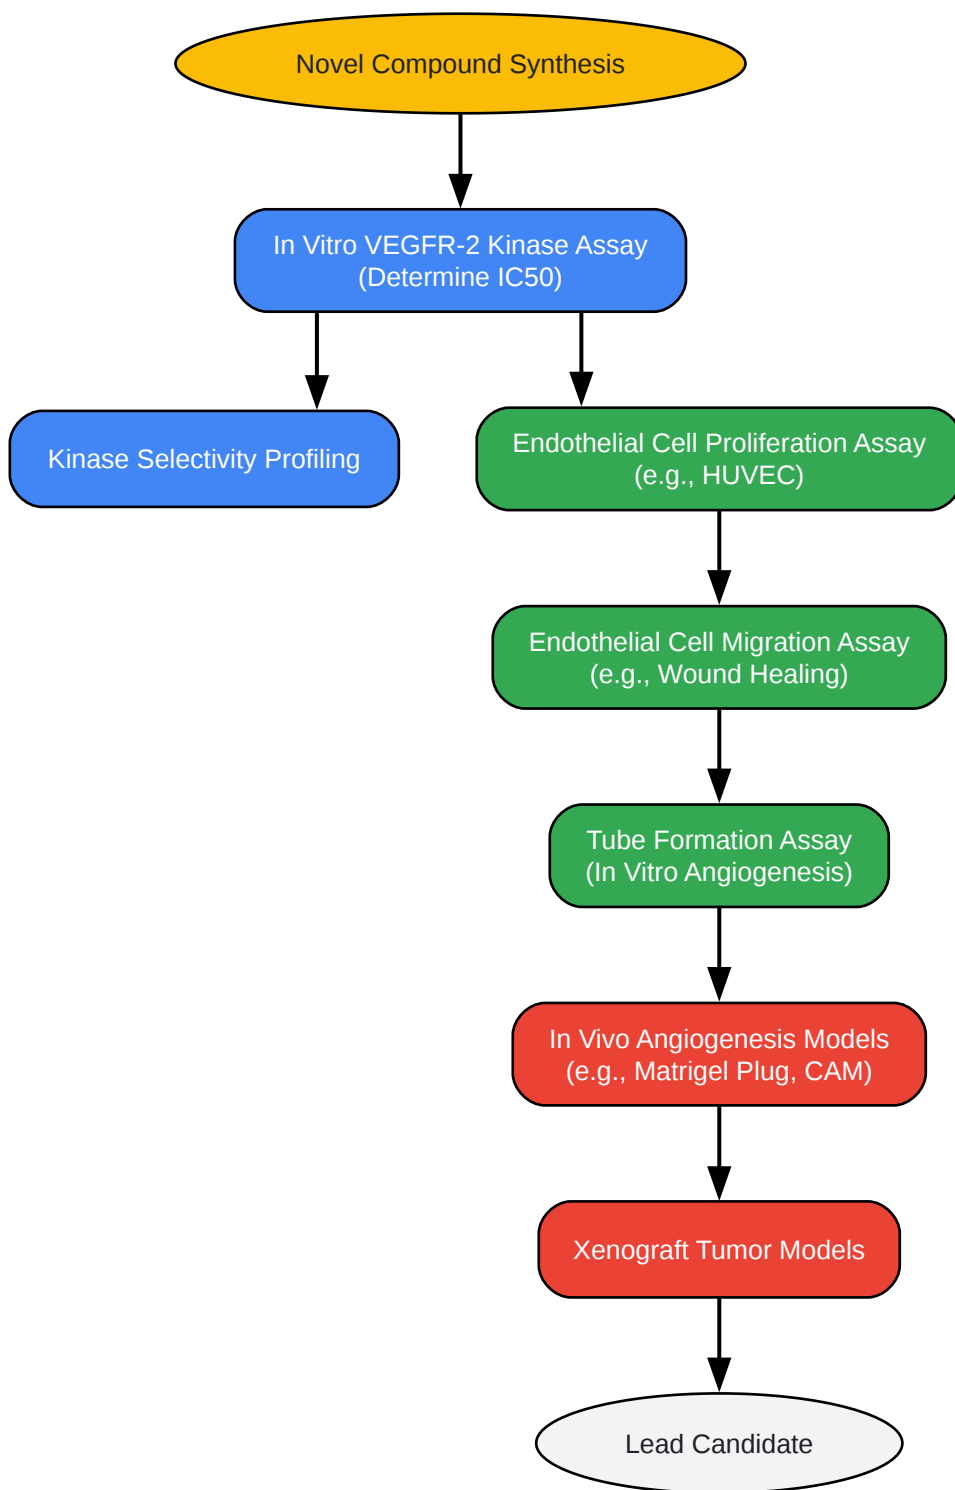 Novel Compound Synthesis
In Vitro VEGFR-2 Kinase Assay
(Determine IC50)
Kinase Selectivity Profiling
Endothelial Cell Proliferation Assay
(e.g., HUVEC)
Endothelial Cell Migration Assay
(e.g., Wound Healing)
Tube Formation Assay
(In Vitro Angiogenesis)
In Vivo Angiogenesis Models
(e.g., Matrigel Plug, CAM)
Xenograft Tumor Models
Lead Candidate